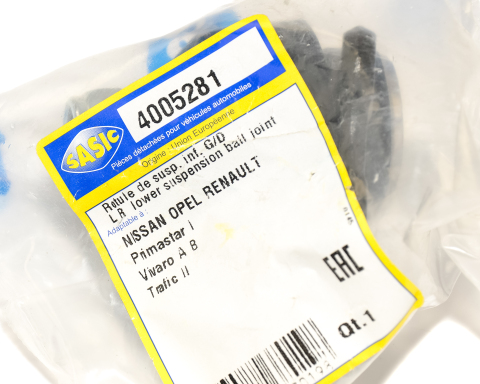 4005281
SASIC
Pièces détachées pour véhicules automobiles
Origine : Union Européenne
Rotule de susp. inf. G/D
L.R. lower suspension ball joint
Adaptable à :
NISSAN OPEL RENAULT
Primastar I
Vivaro A B
Trafic II
EAC
Qt.1